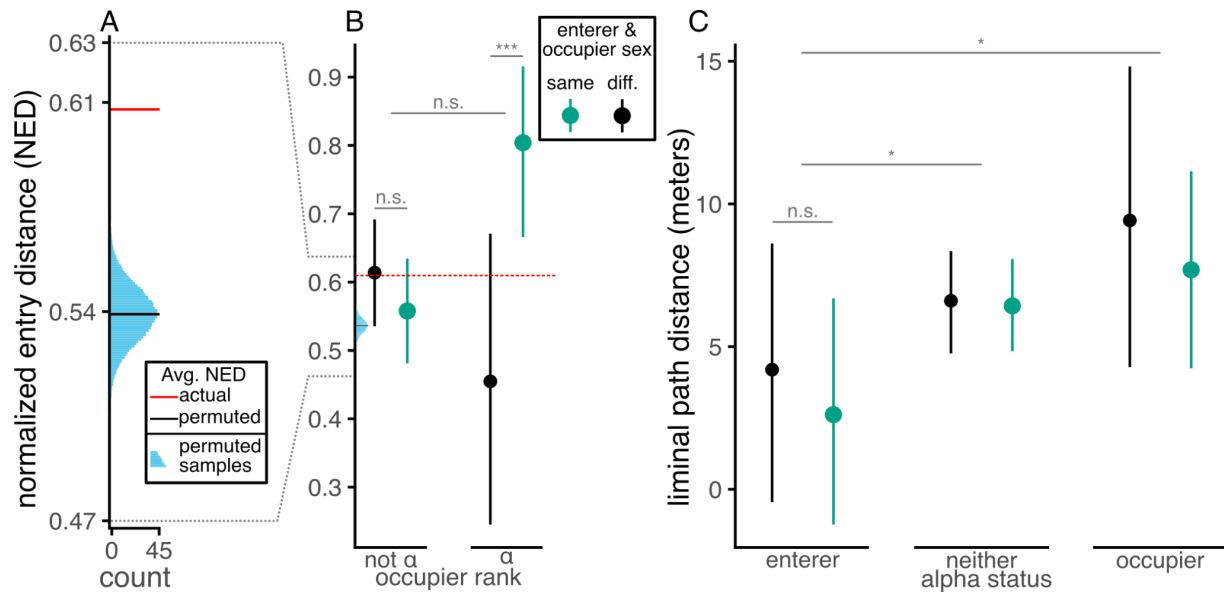 A
normalized entry distance (NED)
0.63
0.61
0.54
0.47
Avg. NED
actual
permuted
permuted
samples
0
45
count
B
0.9
0.8
0.7
0.6
0.5
0.4
0.3
n.s.
n.s.
***
enterer &
occupier sex
same
diff.
not α
α
occupier rank
C
liminal path distance (meters)
15
10
5
0
*
*
n.s.
enterer
neither
occupier
alpha status